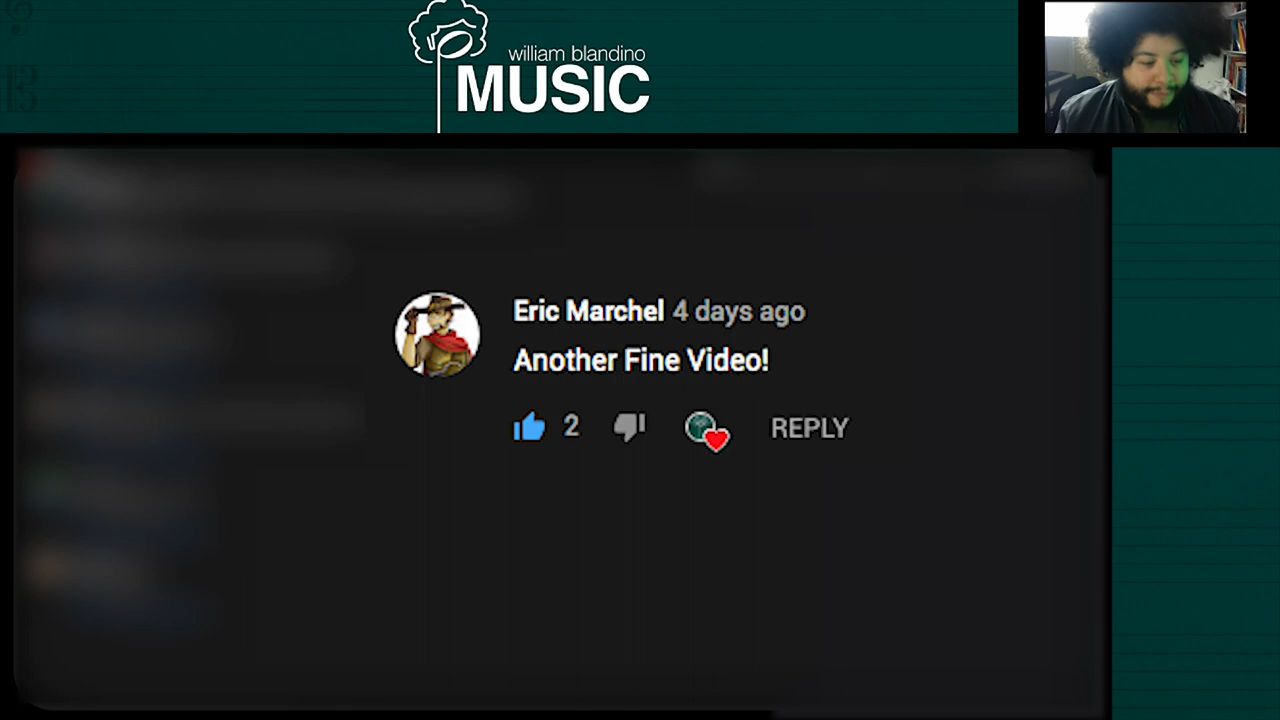 william blandino
MUSIC
Eric Marchel 4 days ago
Another Fine Video!
2 REPLY